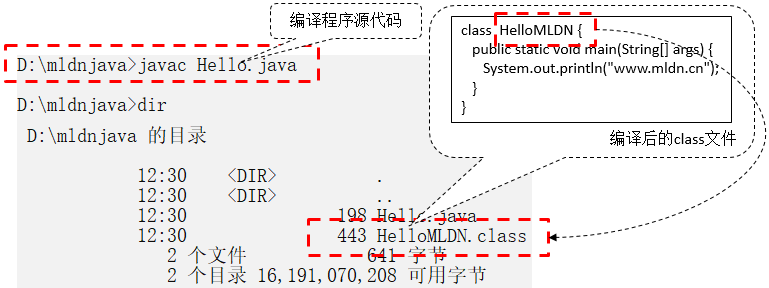 编译程序源代码
D:\mldnjava>javac Hello.java
D:\mldnjava>dir
D:\mldnjava 的目录
12:30 <DIR> .
12:30 <DIR> ..
12:30 198 Hello.java
12:30 443 HelloMLDN.class
2 个文件 641 字节
2 个目录 16,191,070,208 可用字节
class HelloMLDN {
public static void main(String[] args) {
System.out.println("www.mldn.cn");
}
}
编译后的class文件